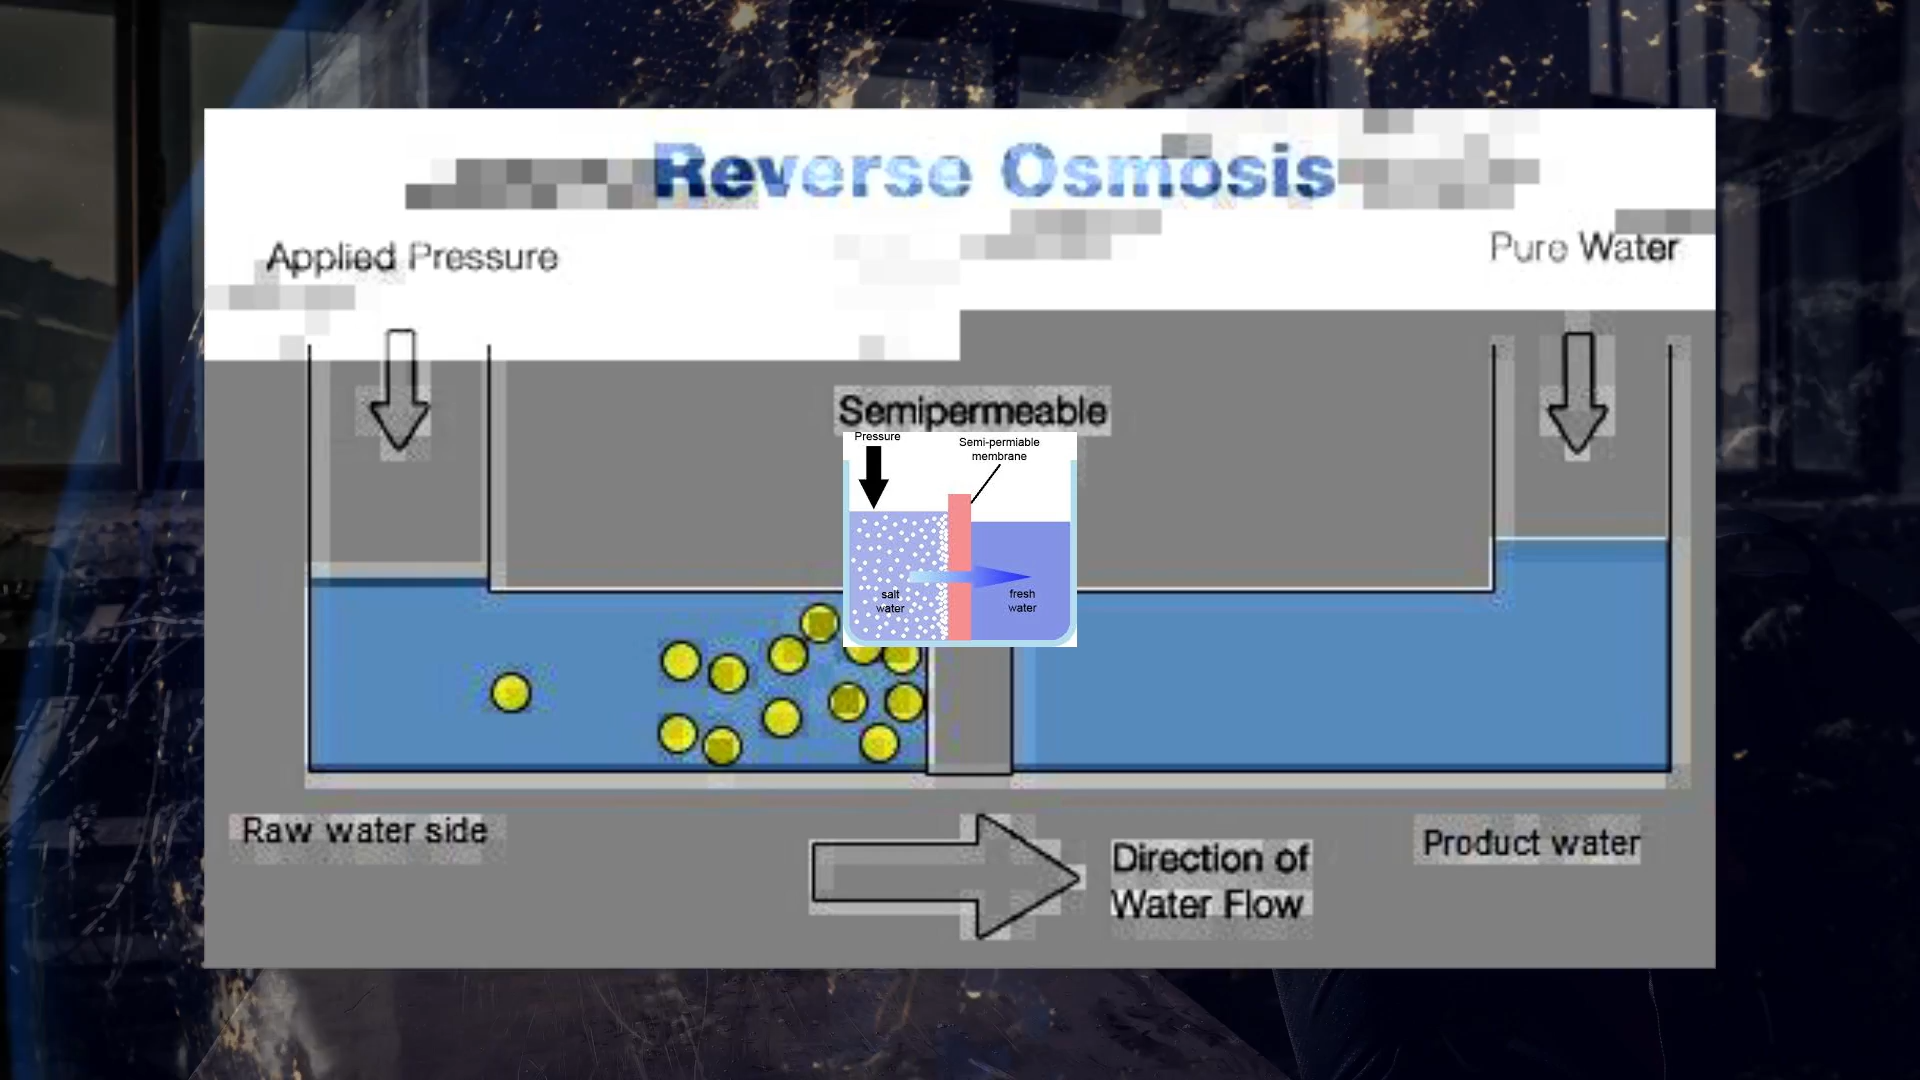 Reverse Osmosis
Applied Pressure
Pure Water
Semipermeable
Pressure
Semi-permiable
membrane
salt
water
fresh
water
Raw water side
Product water
Direction of
Water Flow